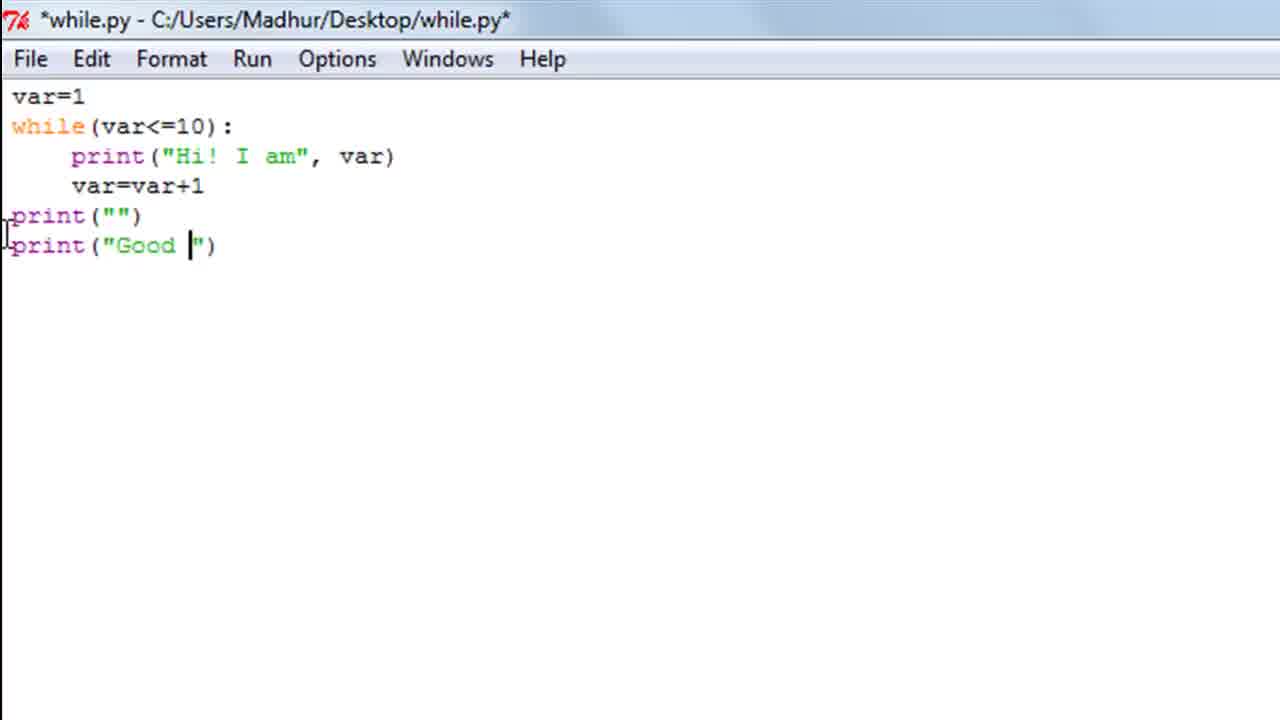 *while.py - C:/Users/Madhur/Desktop/while.py*
File Edit Format Run Options Windows Help
var=1
while(var<=10):
    print("Hi! I am", var)
    var=var+1
print("")
print("Good ")